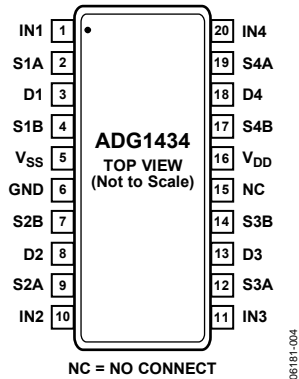 IN1 1 20 IN4
S1A 2 19 S4A
D1 3 18 D4
S1B 4 17 S4B
VSS 5 16 VDD
GND 6 15 NC
S2B 7 14 S3B
D2 8 13 D3
S2A 9 12 S3A
IN2 10 11 IN3
ADG1434
TOP VIEW
(Not to Scale)
NC = NO CONNECT
06181-004